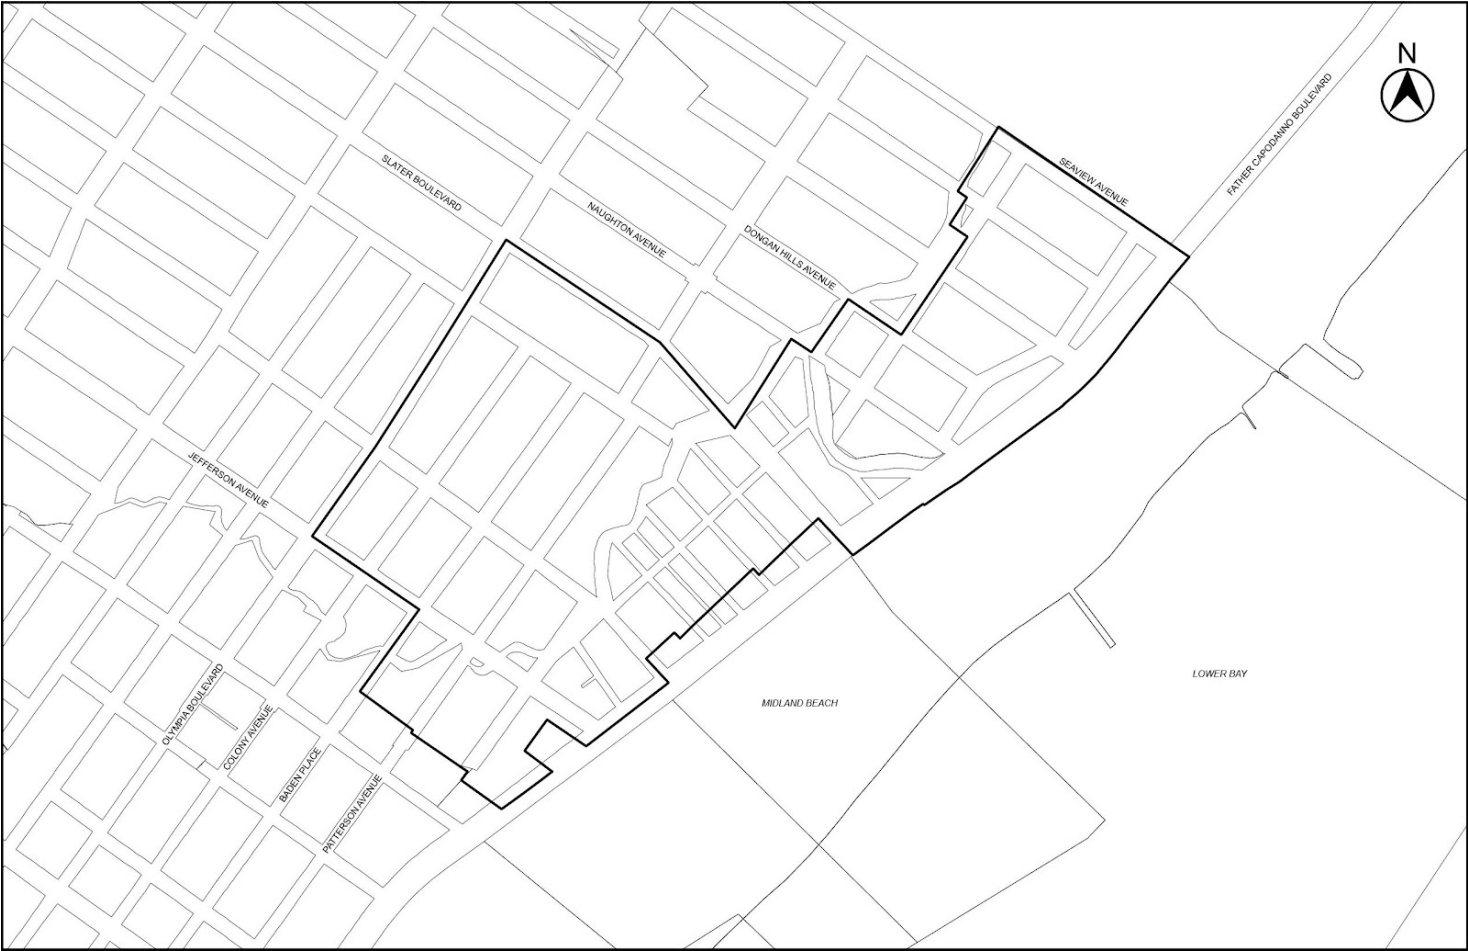 N
FATHER CAPODANNO BOULEVARD
SEAVIEW AVENUE
SLATER BOULEVARD
NAUGHTON AVENUE
DONGAN HILLS AVENUE
JEFFERSON AVENUE
OLYMPIA BOULEVARD
COLONY AVENUE
BADEN PLACE
PATTERSON AVENUE
MIDLAND BEACH
LOWER BAY